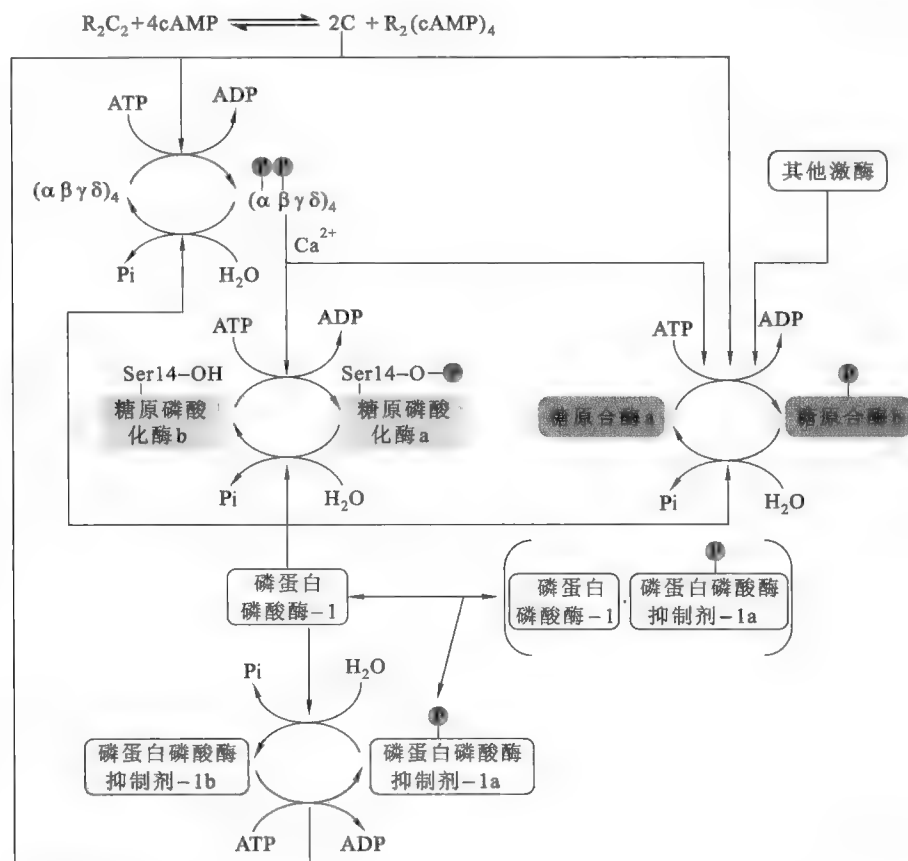 R₂C₂+4cAMP ⇌ 2C + R₂(cAMP)₄
ATP
ADP
(αβγδ)₄
(αβγδ)₄
Pi
H₂O
Ca²⁺
其他激酶
ATP
ADP
Ser14-OH
糖原磷酸
化酶b
Ser14-O
糖原磷酸
化酶a
Pi
H₂O
ATP
ADP
糖原合酶a
糖原合酶b
Pi
H₂O
磷蛋白
磷酸酶-1
磷蛋白
磷酸酶-1
·
磷蛋白磷酸酶
抑制剂-1a
Pi
H₂O
磷蛋白磷酸酶
抑制剂-1b
磷蛋白磷酸酶
抑制剂-1a
ATP
ADP